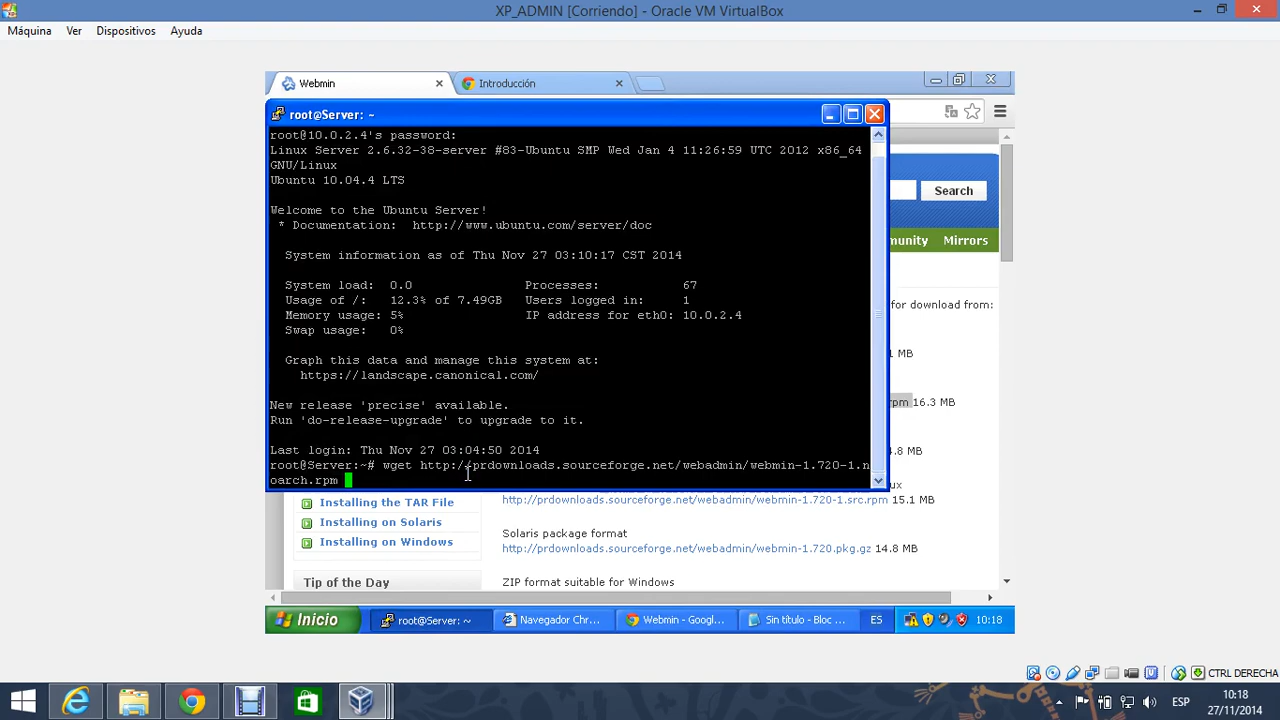 XP_ADMIN [Corriendo] - Oracle VM VirtualBox
Máquina Ver Dispositivos Ayuda
Webmin
Introducción
root@Server: ~
root@10.0.2.4's password:
Linux Server 2.6.32-38-server #83-Ubuntu SMP Wed Jan 4 11:26:59 UTC 2012 x86_64
GNU/Linux
Ubuntu 10.04.4 LTS
Search
Welcome to the Ubuntu Server!
* Documentation: http://www.ubuntu.com/server/doc
munity Mirrors
System information as of Thu Nov 27 03:10:17 CST 2014
System load: 0.0 Processes: 67
Usage of /: 12.3% of 7.49GB Users logged in: 1
for download from:
Memory usage: 5% IP address for eth0: 10.0.2.4
Swap usage: 0%
.1 MB
Graph this data and manage this system at:
https://landscape.canonical.com/
New release 'precise' available.
rpm 16.3 MB
Run 'do-release-upgrade' to upgrade to it.
Last login: Thu Nov 27 03:04:50 2014
root@Server:~# wget http://prdownloads.sourceforge.net/webadmin/webmin-1.720-1.n
oarch.rpm
ux
http://prdownloads.sourceforge.net/webadmin/webmin-1.720-1.src.rpm 15.1 MB
Installing the TAR File
Installing on Solaris
Installing on Windows
Solaris package format
http://prdownloads.sourceforge.net/webadmin/webmin-1.720.pkg.gz 14.8 MB
Tip of the Day
ZIP format suitable for Windows
Inicio
root@Server: ~
Navegador Chr...
Webmin - Googl...
Sin título - Bloc ...
ES
10:18
CTRL DERECHA
ESP
10:18
27/11/2014